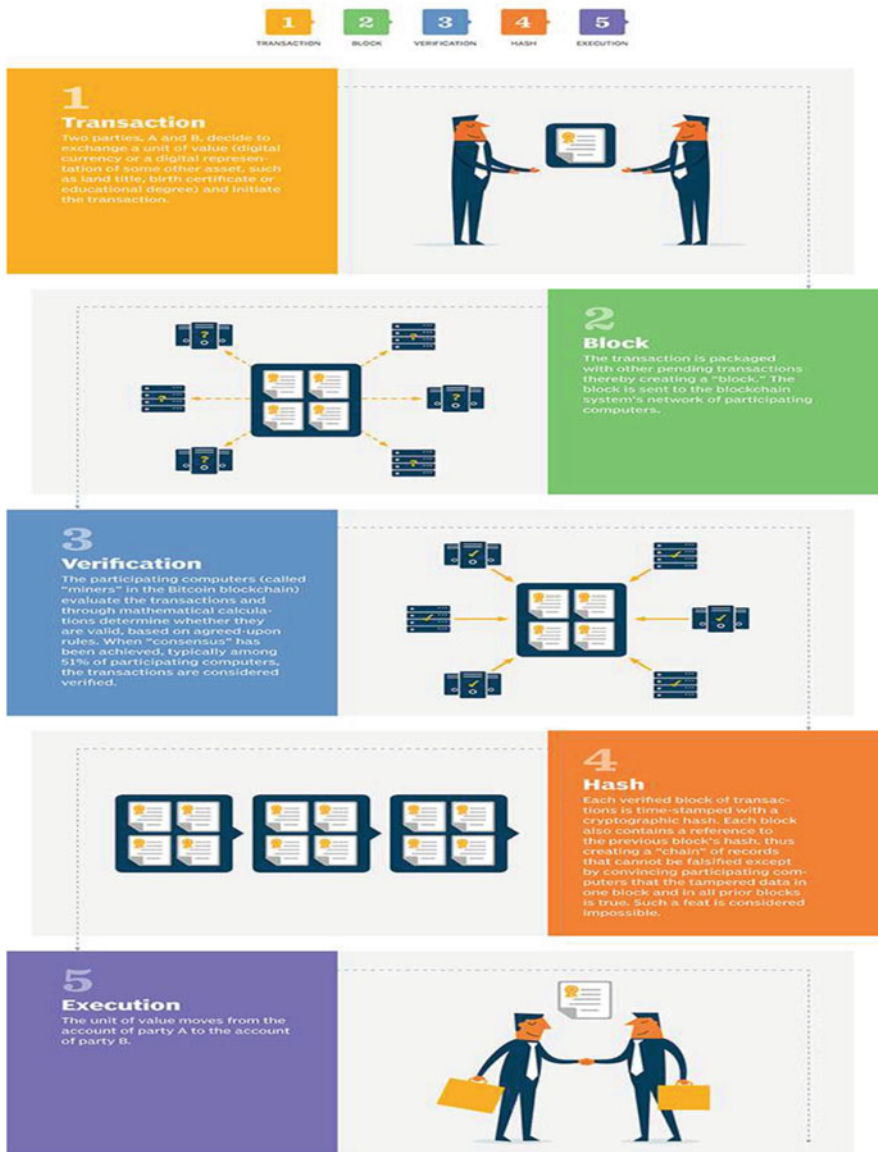 1 2 3 4 5
TRANSACTION BLOCK VERIFICATION HASH EXECUTION
1
Transaction
Two parties, A and B, decide to
exchange a unit of value (digital
currency or a digital represen-
tation of some other asset, such
as land title, birth certificate or
educational degree) and initiate
the transaction.
2
Block
The transaction is packaged
with other pending transactions
thereby creating a "block." The
block is sent to the blockchain
system's network of participating
computers.
? ?
? ?
? ?
3
Verification
The participating computers (called
"miners" in the Bitcoin blockchain)
evaluate the transactions and
through mathematical calcula-
tions determine whether they
are valid, based on agreed-upon
rules. When "consensus" has
been achieved, typically among
51% of participating computers,
the transactions are considered
verified.
4
Hash
Each verified block of transac-
tions is time-stamped with a
cryptographic hash. Each block
also contains a reference to
the previous block's hash, thus
creating a "chain" of records
that cannot be falsified except
by convincing participating com-
puters that the tampered data in
one block and in all prior blocks
is true. Such a feat is considered
impossible.
5
Execution
The unit of value moves from the
account of party A to the account
of party B.